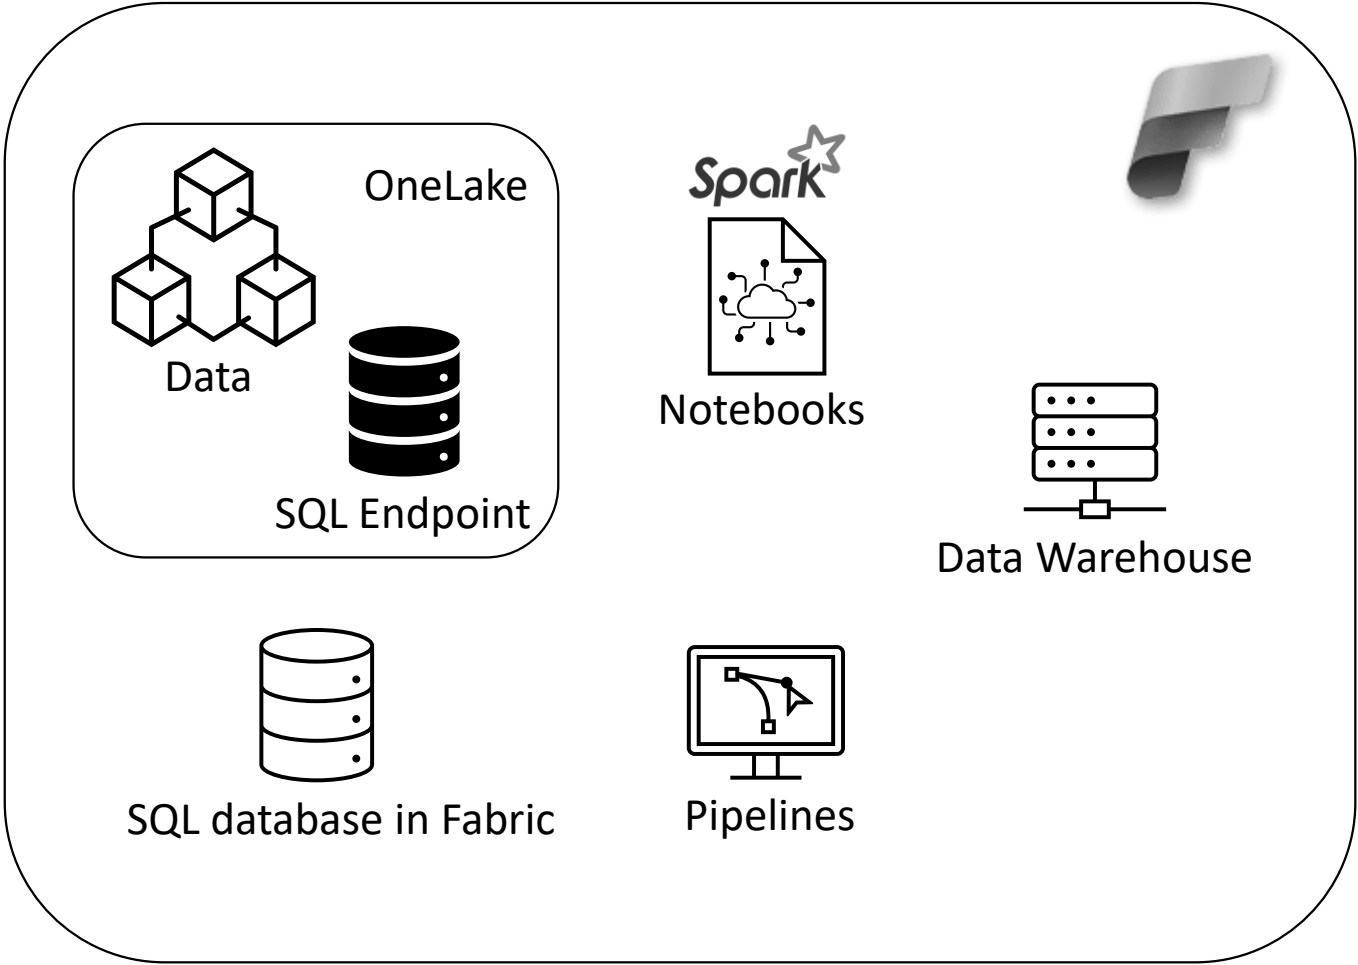 OneLake
Data
SQL Endpoint
Spark
Notebooks
Data Warehouse
SQL database in Fabric
Pipelines